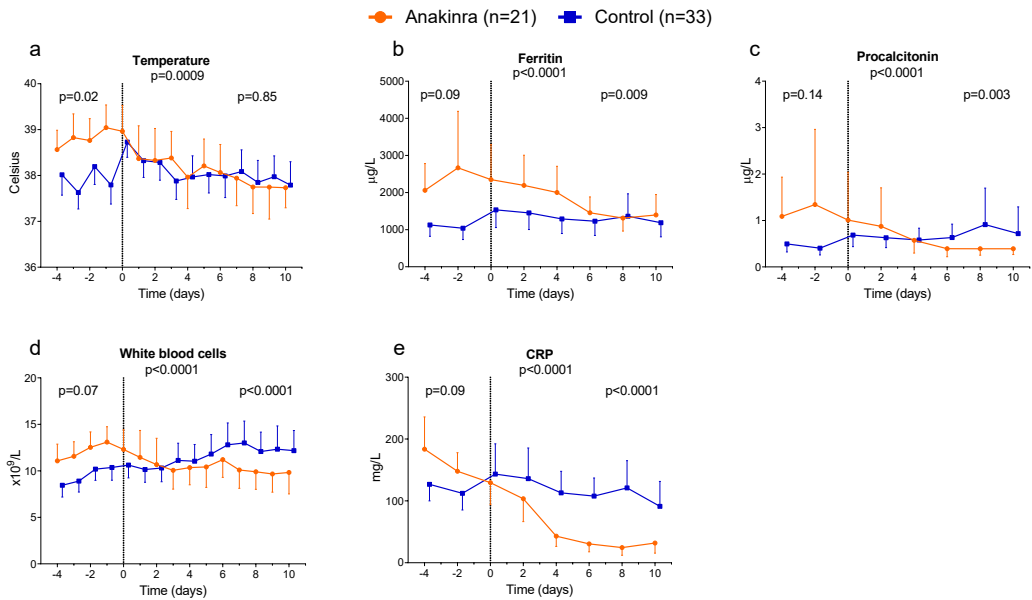 Anakinra (n=21) Control (n=33)
a
Temperature
p=0.0009
p=0.02 p=0.85
40
39
38
37
36
Celsius
-4 -2 0 2 4 6 8 10
Time (days)
b
Ferritin
p<0.0001
p=0.09 p=0.009
5000
4000
3000
2000
1000
0
µg/L
-4 -2 0 2 4 6 8 10
Time (days)
c
Procalcitonin
p<0.0001
p=0.14 p=0.003
4
3
2
1
0
µg/L
-4 -2 0 2 4 6 8 10
Time (days)
d
White blood cells
p<0.0001
p=0.07 p<0.0001
20
15
10
5
0
x10⁹/L
-4 -2 0 2 4 6 8 10
Time (days)
e
CRP
p<0.0001
p=0.09 p<0.0001
300
200
100
0
mg/L
-4 -2 0 2 4 6 8 10
Time (days)